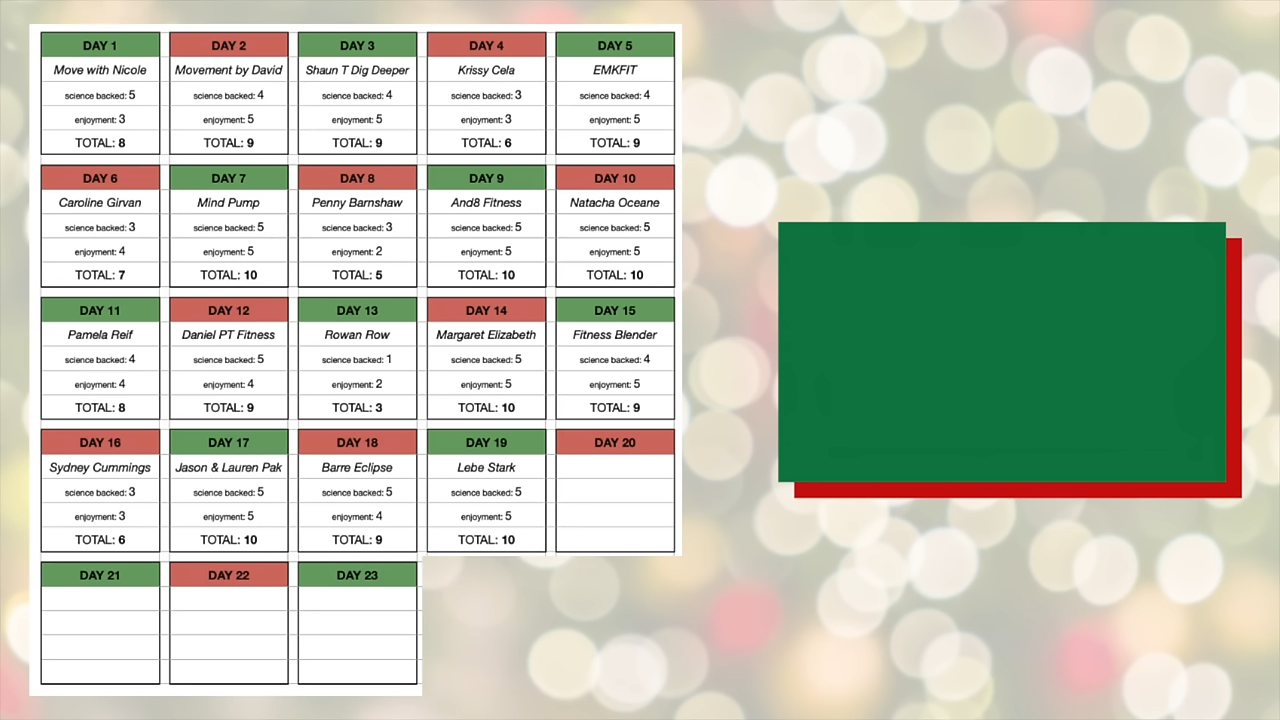 DAY 1
Move with Nicole
science backed: 5
enjoyment: 3
TOTAL: 8
DAY 2
Movement by David
science backed: 4
enjoyment: 5
TOTAL: 9
DAY 3
Shaun T Dig Deeper
science backed: 4
enjoyment: 5
TOTAL: 9
DAY 4
Krissy Cela
science backed: 3
enjoyment: 3
TOTAL: 6
DAY 5
EMKFIT
science backed: 4
enjoyment: 5
TOTAL: 9
DAY 6
Caroline Girvan
science backed: 3
enjoyment: 4
TOTAL: 7
DAY 7
Mind Pump
science backed: 5
enjoyment: 5
TOTAL: 10
DAY 8
Penny Barnshaw
science backed: 3
enjoyment: 2
TOTAL: 5
DAY 9
And8 Fitness
science backed: 5
enjoyment: 5
TOTAL: 10
DAY 10
Natacha Oceane
science backed: 5
enjoyment: 5
TOTAL: 10
DAY 11
Pamela Reif
science backed: 4
enjoyment: 4
TOTAL: 8
DAY 12
Daniel PT Fitness
science backed: 5
enjoyment: 4
TOTAL: 9
DAY 13
Rowan Row
science backed: 1
enjoyment: 2
TOTAL: 3
DAY 14
Margaret Elizabeth
science backed: 5
enjoyment: 5
TOTAL: 10
DAY 15
Fitness Blender
science backed: 4
enjoyment: 5
TOTAL: 9
DAY 16
Sydney Cummings
science backed: 3
enjoyment: 3
TOTAL: 6
DAY 17
Jason & Lauren Pak
science backed: 5
enjoyment: 5
TOTAL: 10
DAY 18
Barre Eclipse
science backed: 5
enjoyment: 4
TOTAL: 9
DAY 19
Lebe Stark
science backed: 5
enjoyment: 5
TOTAL: 10
DAY 20
DAY 21
DAY 22
DAY 23